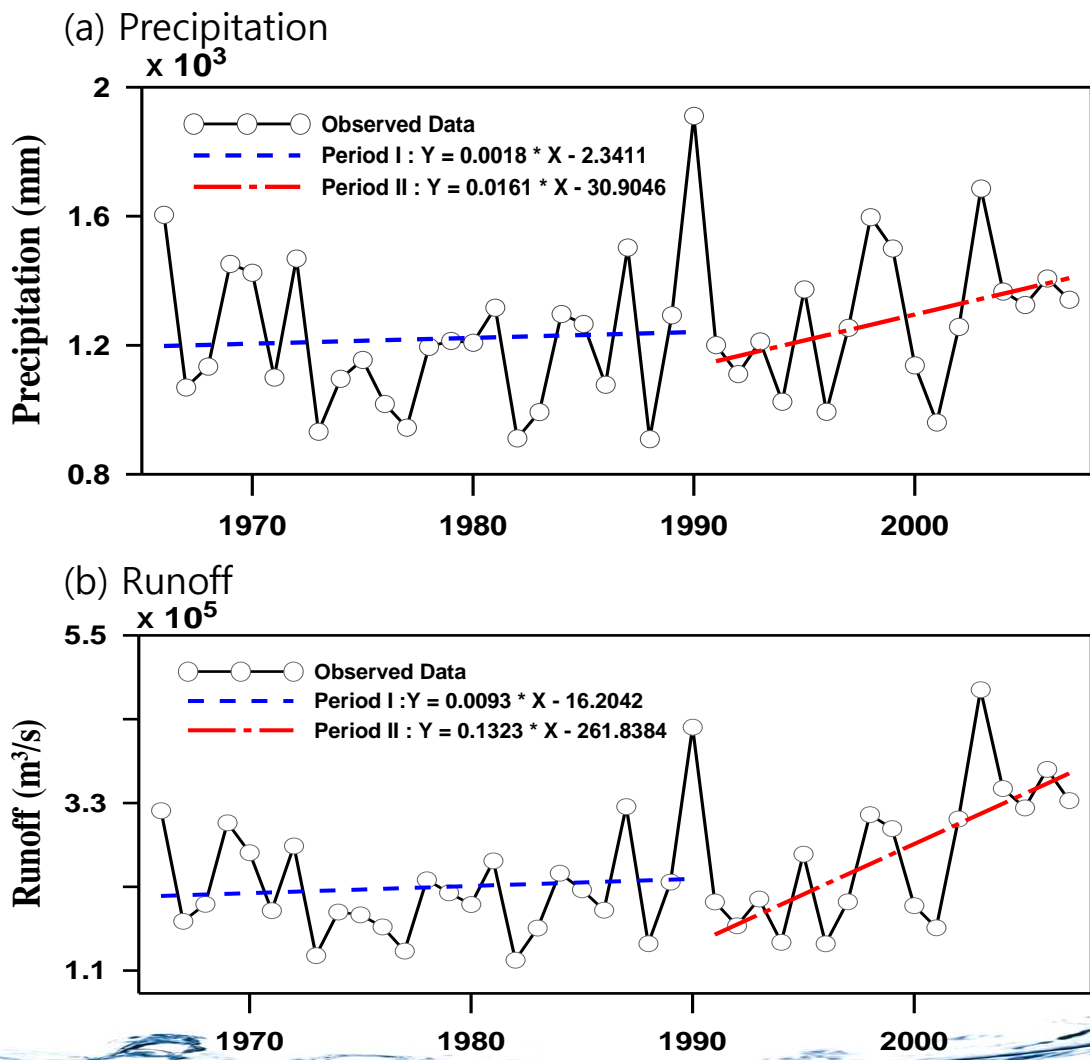 (a) Precipitation
x 10³
Precipitation (mm)
2
1.6
1.2
0.8
Observed Data
Period I : Y = 0.0018 * X - 2.3411
Period II : Y = 0.0161 * X - 30.9046
1970 1980 1990 2000
(b) Runoff
x 10⁵
Runoff (m³/s)
5.5
3.3
1.1
Observed Data
Period I :Y = 0.0093 * X - 16.2042
Period II : Y = 0.1323 * X - 261.8384
1970 1980 1990 2000